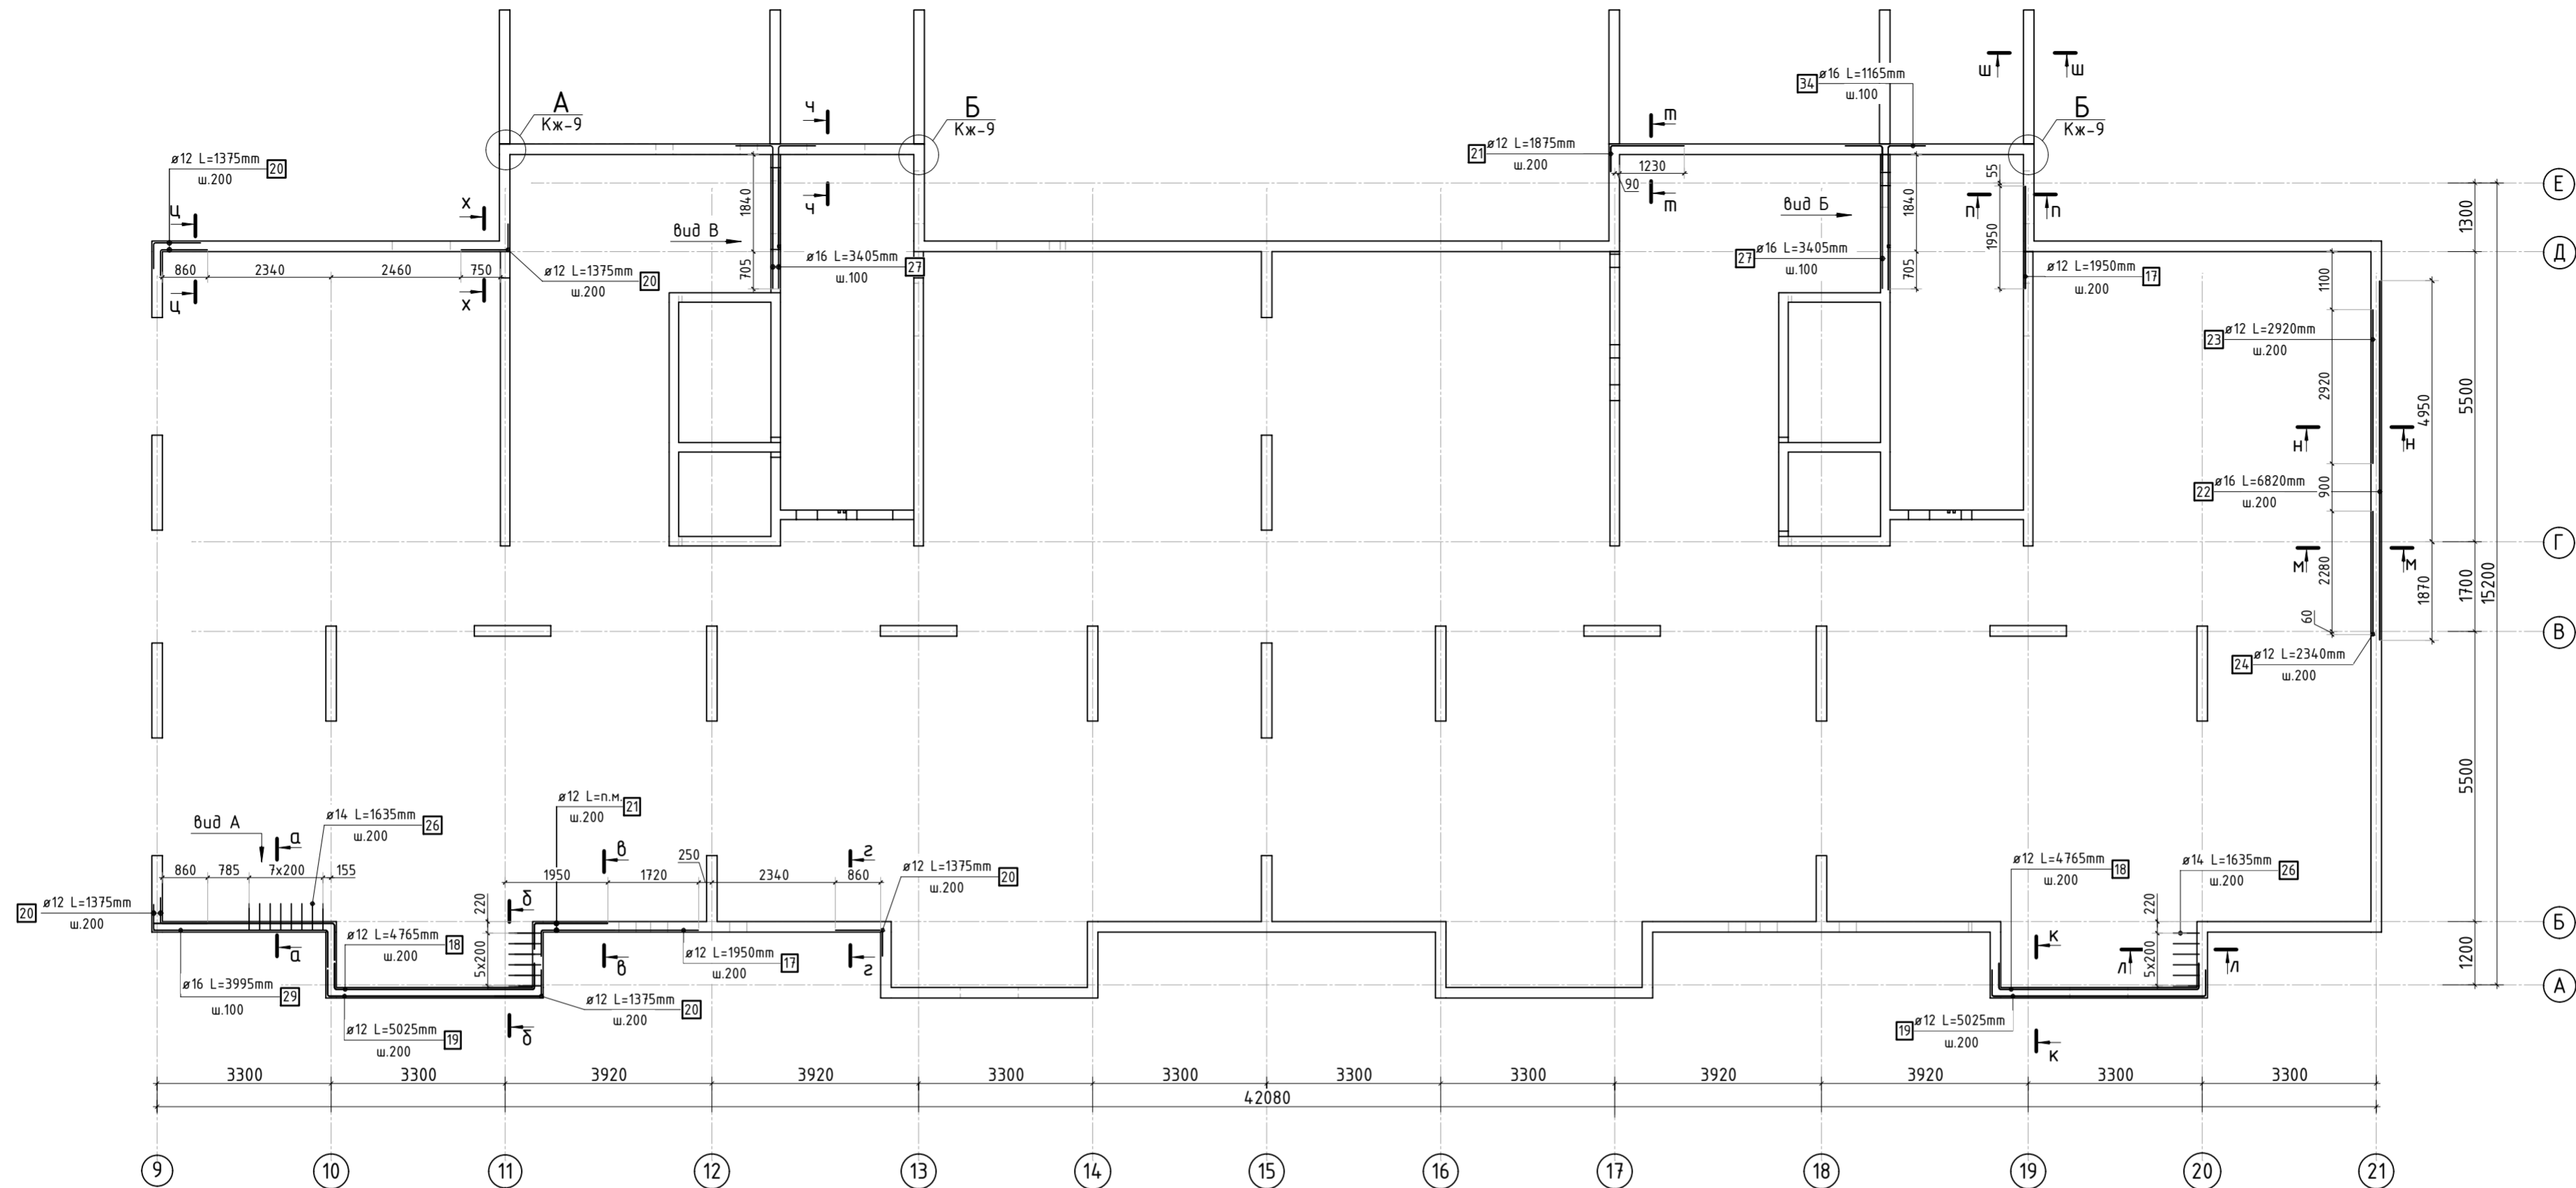 А
Кж-9
Б
Кж-9
ч
ч
ø16 L=1165mm
34
ш.100
ш
ш
Б
Кж-9
ø12 L=1375mm
20
ш.200
ц
ц
х
х
860
2340
2460
750
ø12 L=1375mm
ш.200
20
вид В
1840
705
ø16 L=3405mm
27
ш.100
ø12 L=1875mm
21
ш.200
1230
90
т
т
вид Б
1840
705
ø16 L=3405mm
27
ш.100
55
1950
п
п
ø12 L=1950mm
17
ш.200
1100
2920
900
2280
60
4950
1870
ø12 L=2920mm
23
ш.200
н
н
ø16 L=6820mm
22
ш.200
м
м
ø12 L=2340mm
24
ш.200
1300
5500
1700
15200
5500
1200
Е
Д
Г
В
Б
А
вид А
а
а
ø14 L=1635mm
26
ш.200
860
785
7x200
155
20
ø12 L=1375mm
ш.200
ø16 L=3995mm
29
ш.100
ø12 L=4765mm
18
ш.200
ø12 L=5025mm
19
ш.200
220
5x200
б
б
ø12 L=п.м.
21
ш.200
1950
1720
250
2340
860
в
в
г
г
ø12 L=1375mm
20
ш.200
ø12 L=1950mm
17
ш.200
ø12 L=1375mm
20
ш.200
ø12 L=4765mm
18
ш.200
ø14 L=1635mm
26
ш.200
220
5x200
к
к
л
л
19
ø12 L=5025mm
ш.200
3300
3300
3920
3920
3300
3300
3300
3300
3920
3920
3300
3300
42080
9
10
11
12
13
14
15
16
17
18
19
20
21